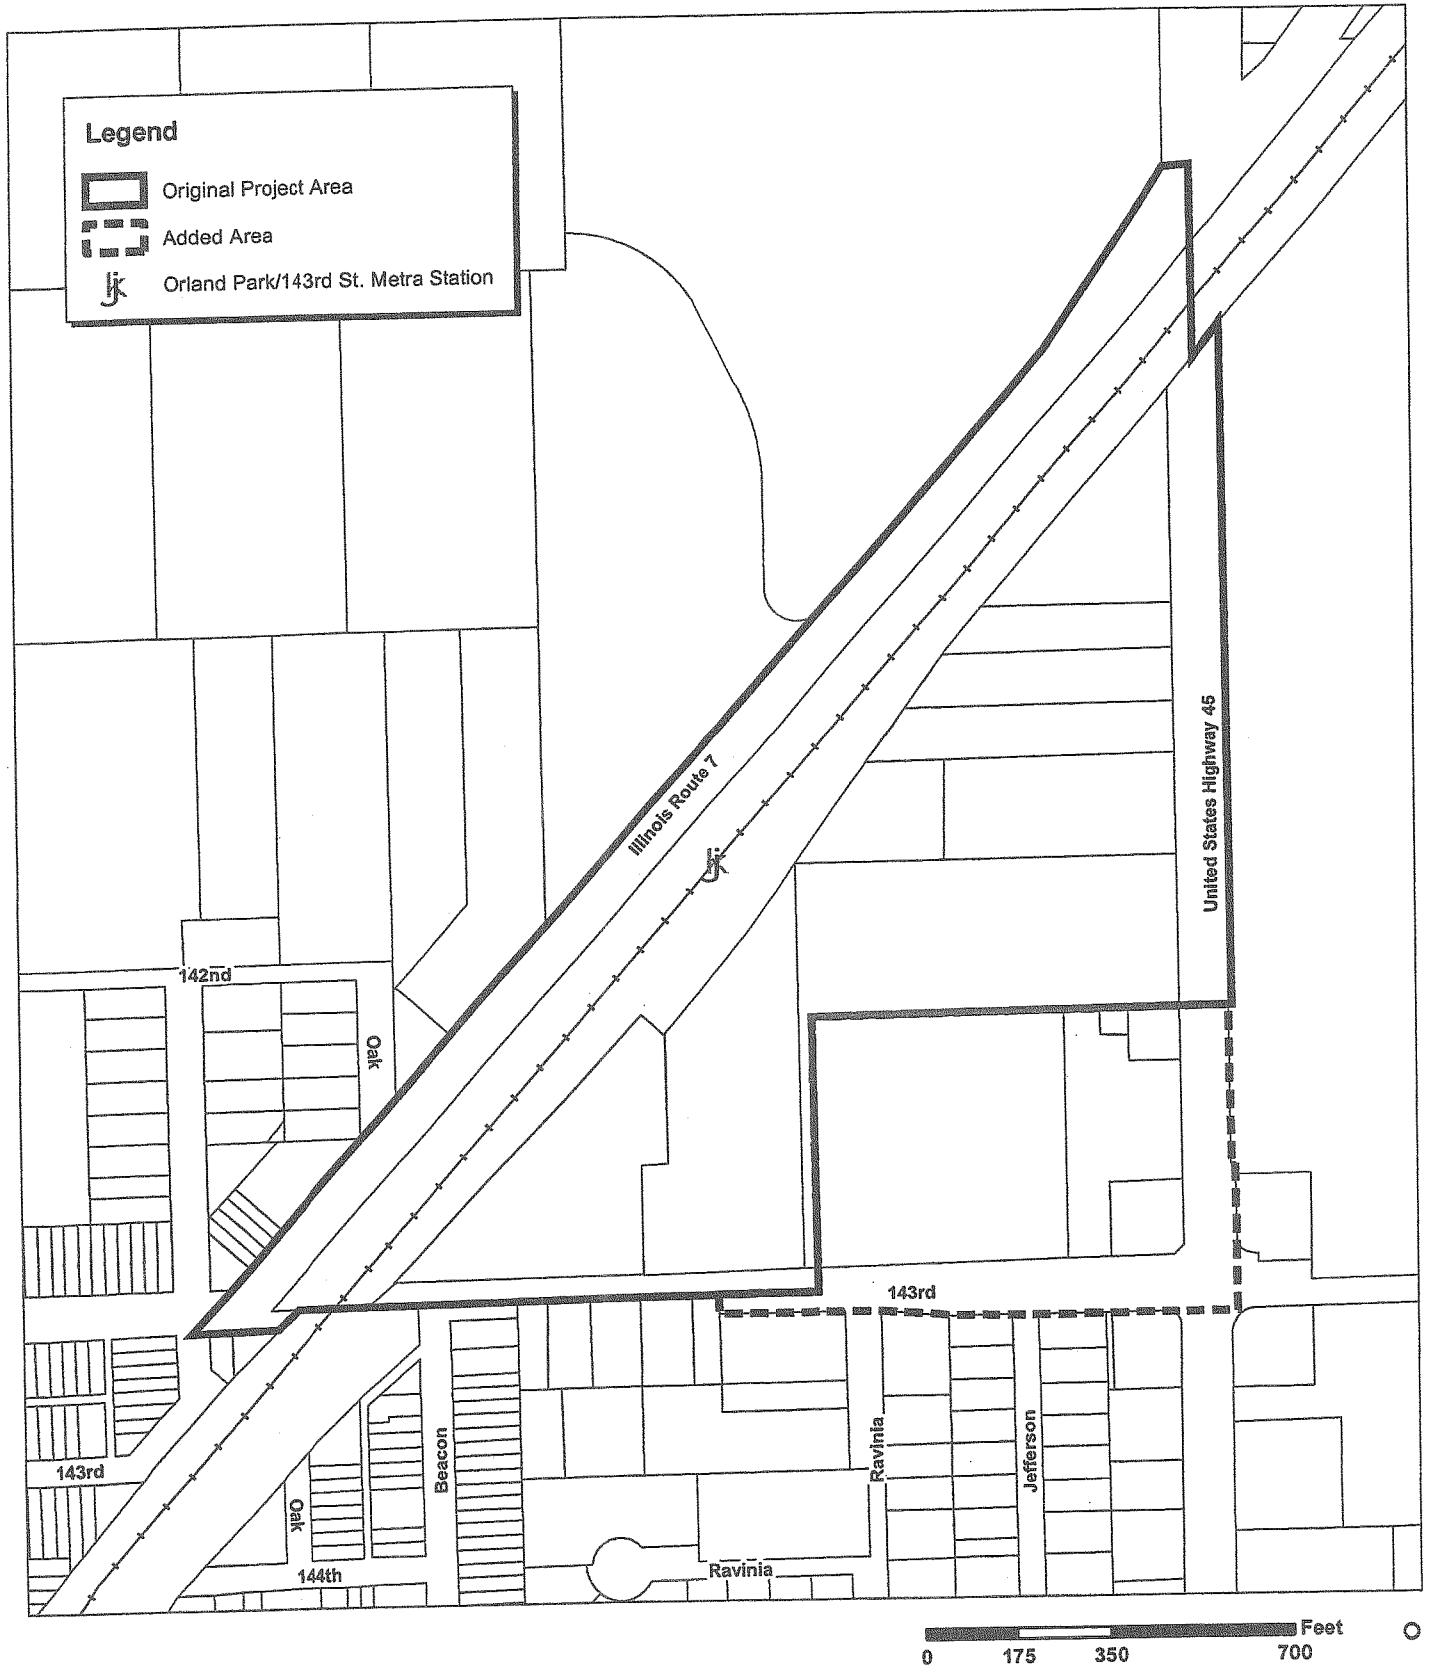 Legend
Original Project Area
Added Area
Orland Park/143rd St. Metra Station
Illinois Route 7
United States Highway 45
142nd
Oak
143rd
143rd
Beacon
Ravinia
Jefferson
Oak
144th
Ravinia
Feet
0 175 350 700